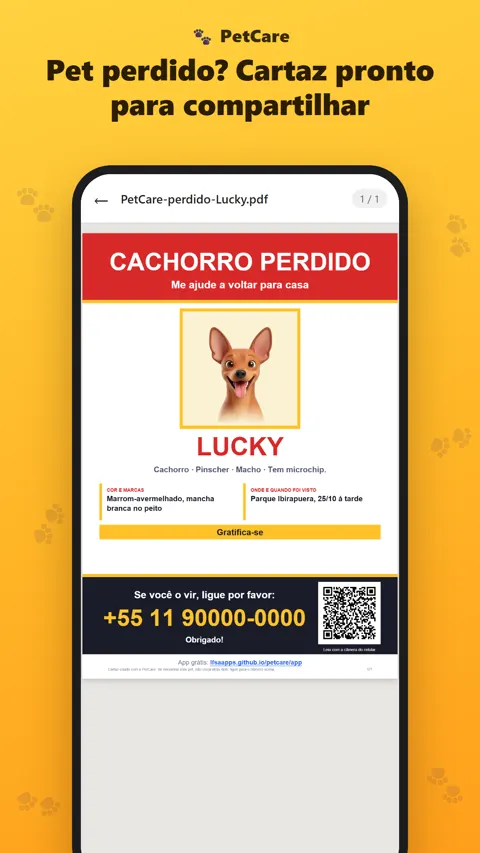 PetCare
Pet perdido? Cartaz pronto
para compartilhar
← PetCare-perdido-Lucky.pdf 1 / 1
CACHORRO PERDIDO
Me ajude a voltar para casa
LUCKY
Cachorro · Pinscher · Macho · Tem microchip.
COR E MARCAS
Marrom-avermelhado, mancha
branca no peito
ONDE E QUANDO FOI VISTO
Parque Ibirapuera, 25/10 à tarde
Gratifica-se
Se você o vir, ligue por favor:
+55 11 90000-0000
Obrigado!
Leia com a câmera do celular
App grátis: llsaapps.github.io/petcare/app